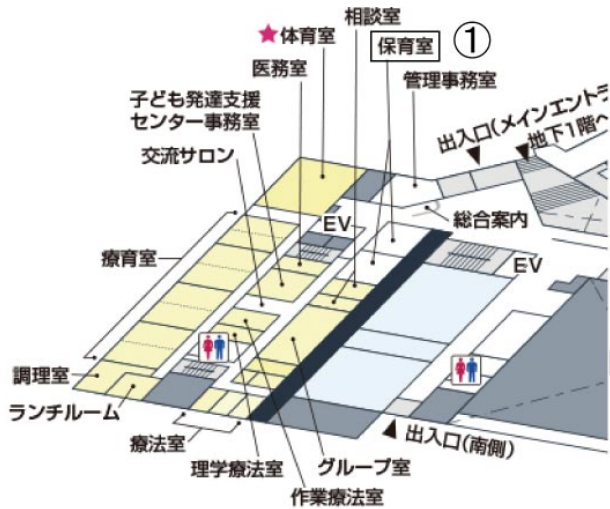 相談室
★体育室
保育室
①
医務室
管理事務室
子ども発達支援
センター事務室
出入口(メインエントラ
地下1階へ
交流サロン
EV
総合案内
療育室
EV
調理室
ランチルーム
出入口(南側)
療法室
理学療法室
グループ室
作業療法室